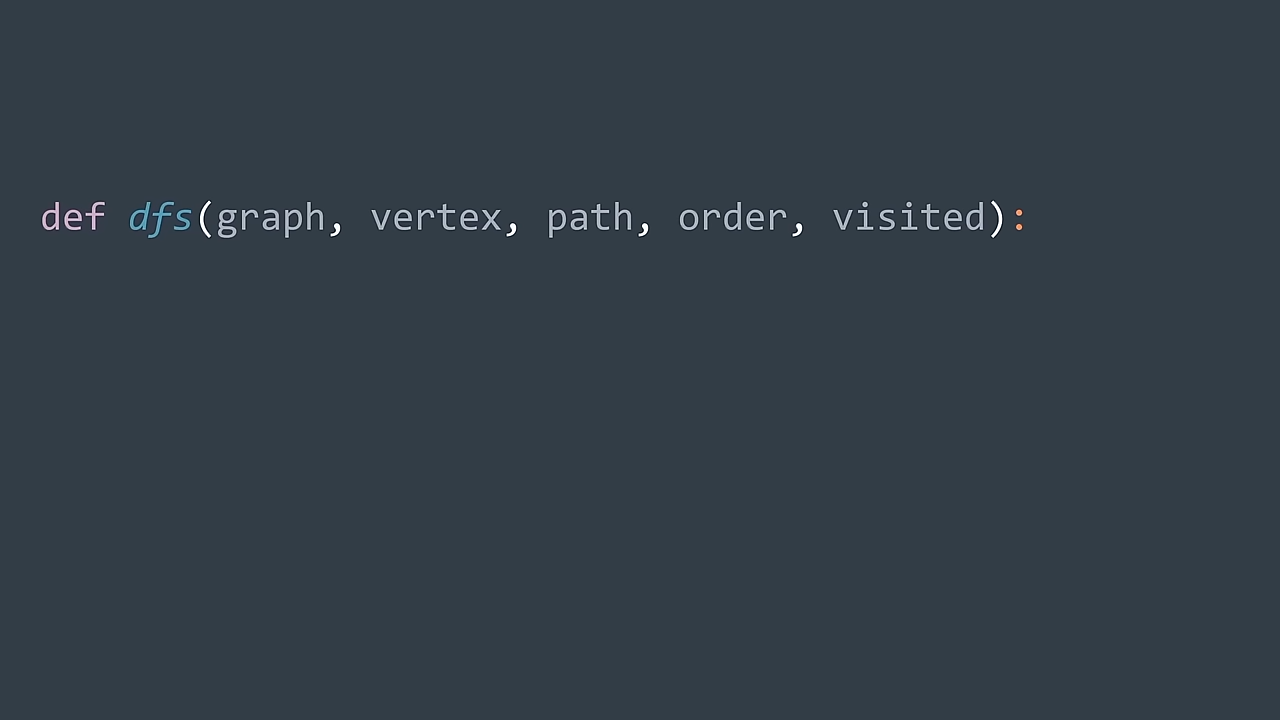 def dfs(graph, vertex, path, order, visited):